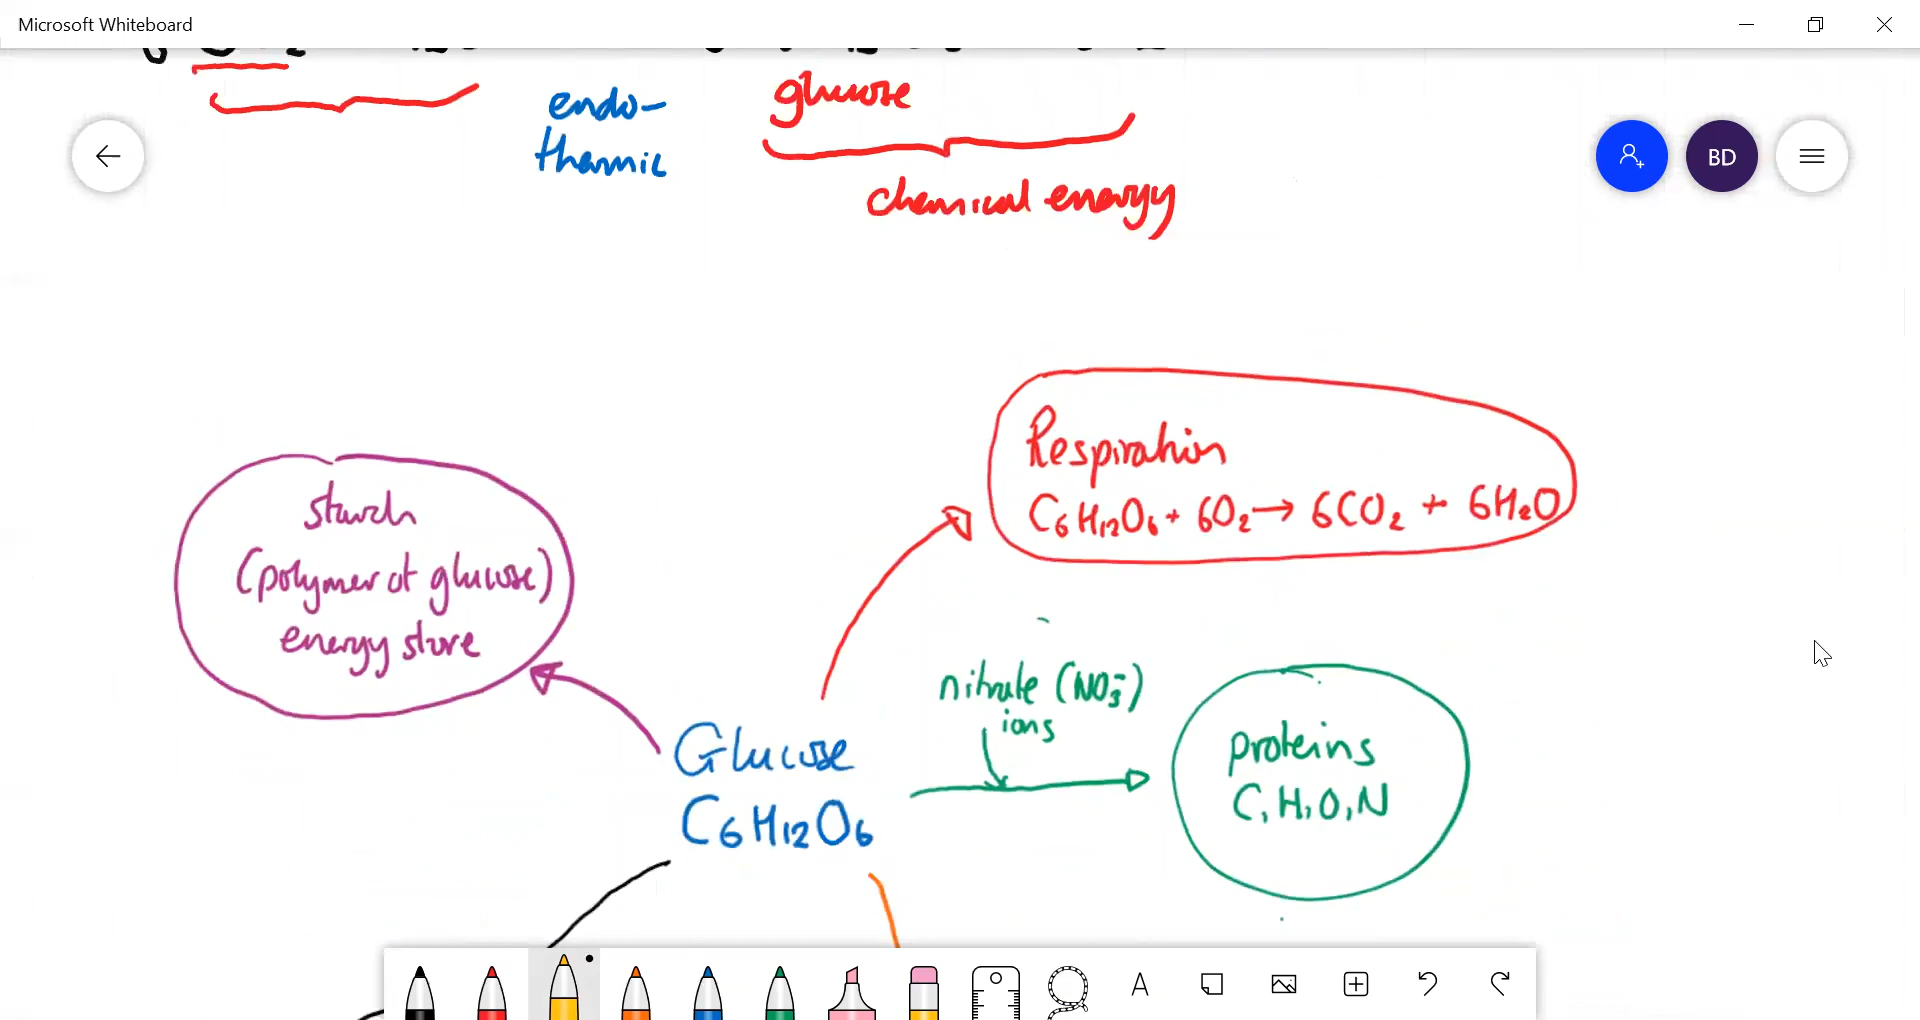 Microsoft Whiteboard
glucose
endo-
thermic
chemical energy
BD
Respiration
C₆H₁₂O₆ + 6O₂ → 6CO₂ + 6H₂O
starch
(polymer of glucose)
energy store
nitrate (NO₃⁻)
ions
proteins
C, H, O, N
Glucose
C₆H₁₂O₆
A